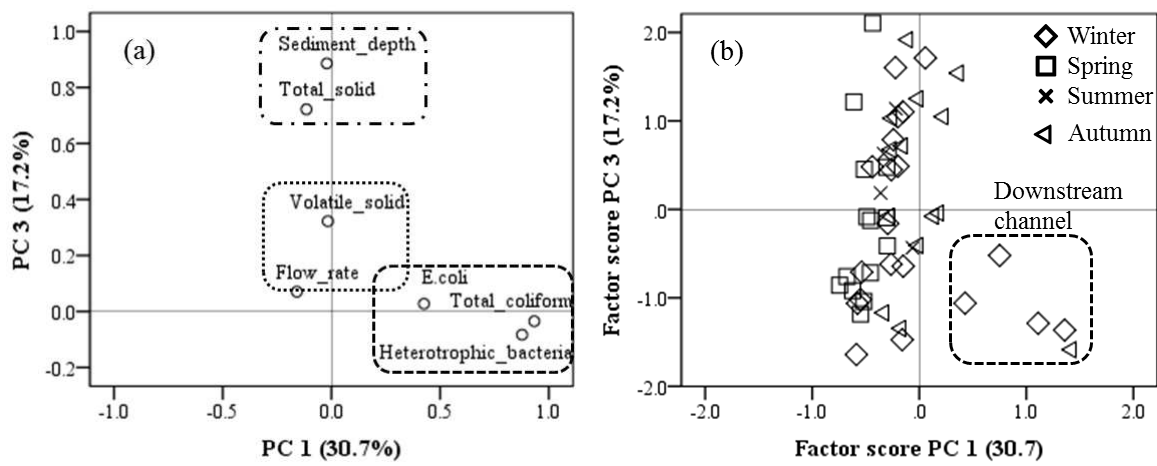 (a)
1.0
0.8
0.6
0.4
0.2
0.0
-0.2
PC 3 (17.2%)
Sediment_depth
Total_solid
Volatile_solid
Flow_rate
E.coli
Total_coliform
Heterotrophic_bacteria
-1.0
-0.5
0.0
0.5
1.0
PC 1 (30.7%)
(b)
2.0
1.0
.0
-1.0
-2.0
Factor score PC 3 (17.2%)
Winter
Spring
Summer
Autumn
Downstream
channel
-2.0
-1.0
.0
1.0
2.0
Factor score PC 1 (30.7)